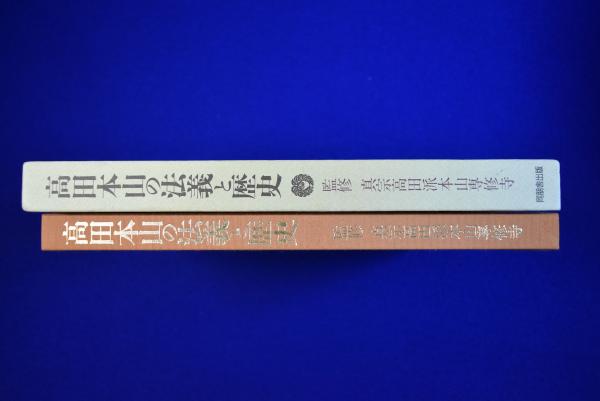 高田本山の法義と歴史 監修 真宗高田派本山専修寺 同朋舎出版
高田本山の法義と歴史 監修 真宗高田派本山専修寺